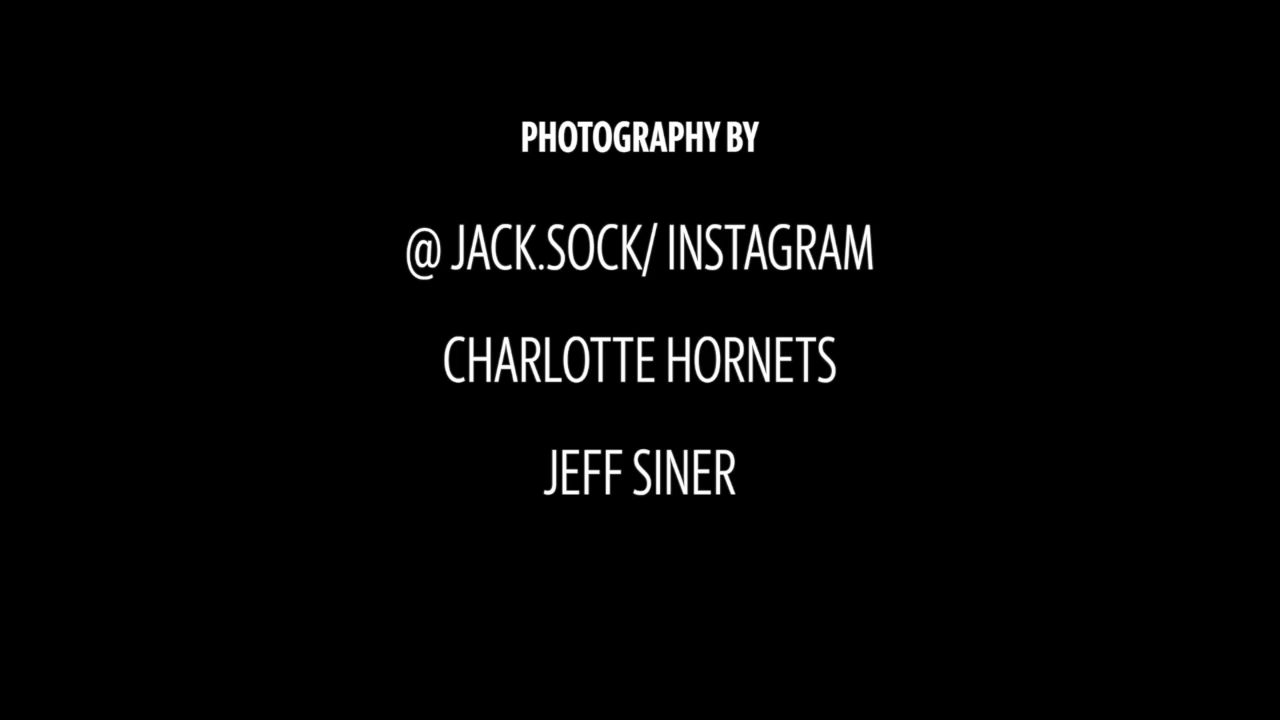 PHOTOGRAPHY BY
@ JACK.SOCK/ INSTAGRAM
CHARLOTTE HORNETS
JEFF SINER